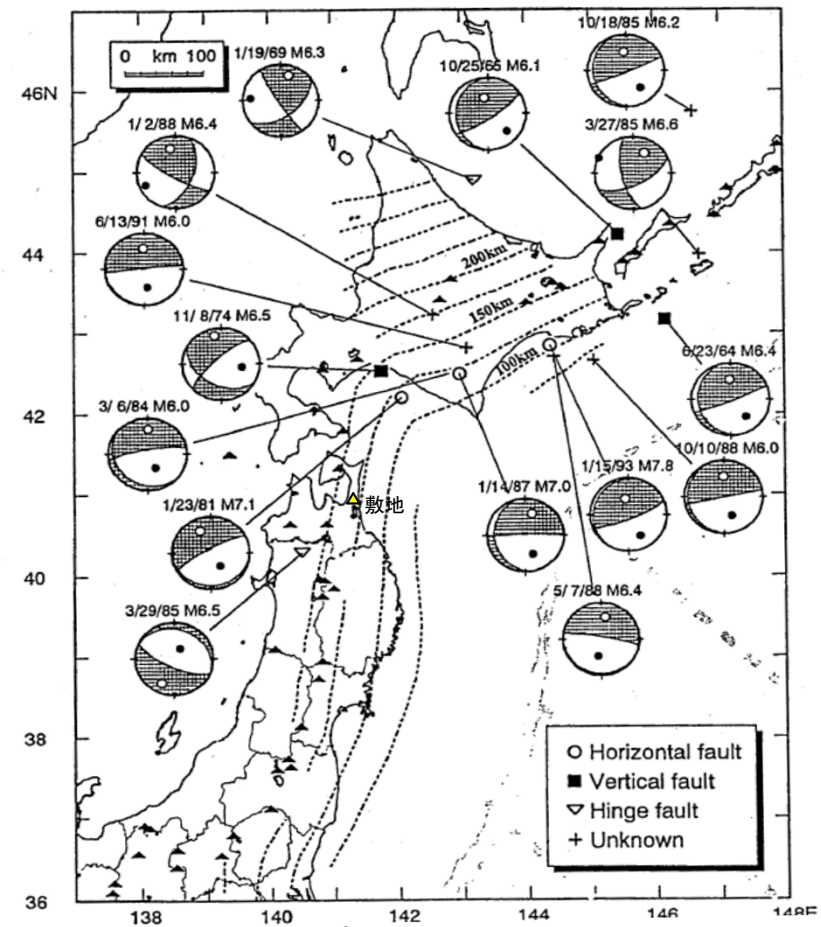 10/18/85 M6.2
0 km 100
1/19/69 M6.3
10/25/65 M6.1
46N
1/ 2/88 M6.4
3/27/85 M6.6
6/13/91 M6.0
44
200km
150km
11/ 8/74 M6.5
100km
6/23/64 M6.4
3/ 6/84 M6.0
42
10/10/88 M6.0
1/14/87 M7.0
1/15/93 M7.8
敷地
1/23/81 M7.1
40
5/ 7/88 M6.4
3/29/85 M6.5
38
Horizontal fault
Vertical fault
Hinge fault
Unknown
36
138
140
142
144
146
148E